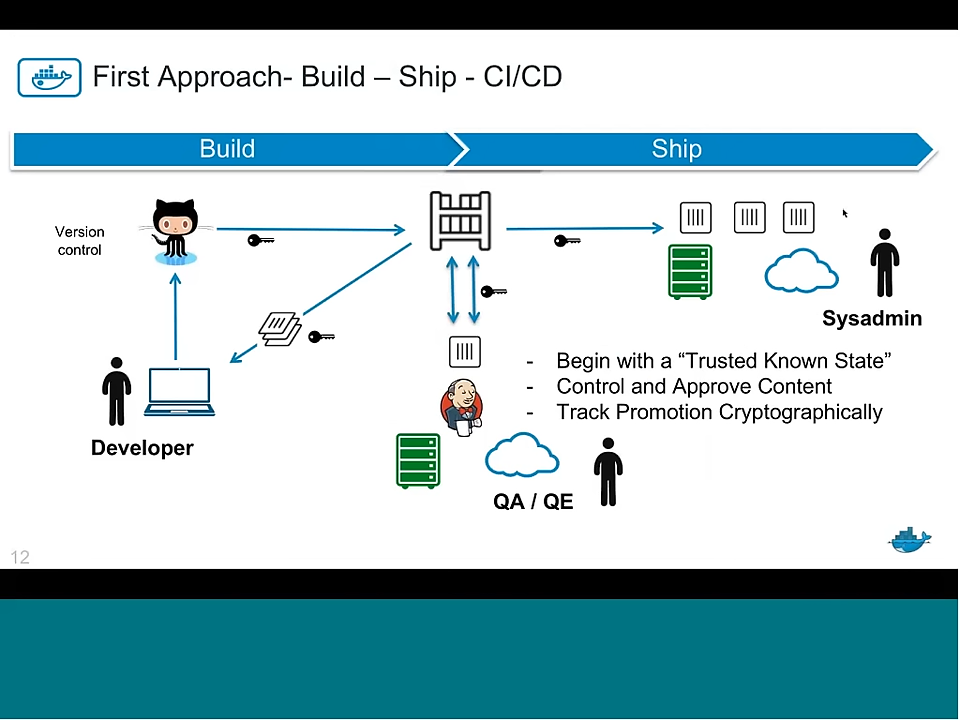 First Approach- Build – Ship - CI/CD
Build
Ship
Version
control
Sysadmin
- Begin with a “Trusted Known State”
- Control and Approve Content
- Track Promotion Cryptographically
Developer
QA / QE
12